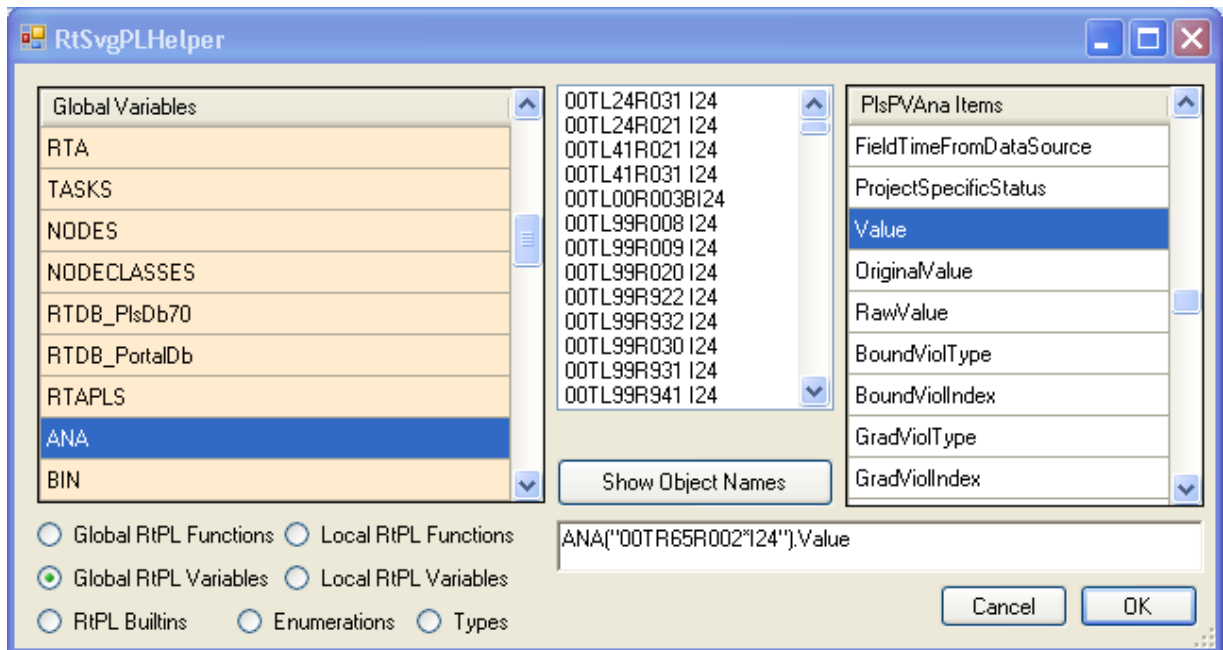 RtSvgPLHelper
Global Variables
RTA
TASKS
NODES
NODECLASSES
RTDB_PlsDb70
RTDB_PortalDb
RTAPLS
ANA
BIN
00TL24R031 I24
00TL24R021 I24
00TL41R021 I24
00TL41R031 I24
00TL00R003BI24
00TL99R008 I24
00TL99R009 I24
00TL99R020 I24
00TL99R922 I24
00TL99R932 I24
00TL99R030 I24
00TL99R931 I24
00TL99R941 I24
Show Object Names
PlsPVAna Items
FieldTimeFromDataSource
ProjectSpecificStatus
Value
OriginalValue
RawValue
BoundViolType
BoundViolIndex
GradViolType
GradViolIndex
Global RtPL Functions Local RtPL Functions
Global RtPL Variables Local RtPL Variables
RtPL Builtins Enumerations Types
ANA("00TR65R002*I24").Value
Cancel OK